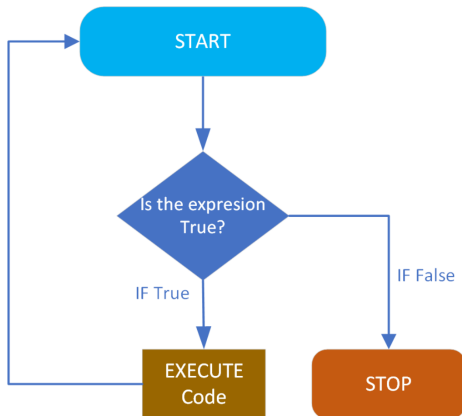 START
Is the expresion
True?
IF True
IF False
EXECUTE
Code
STOP